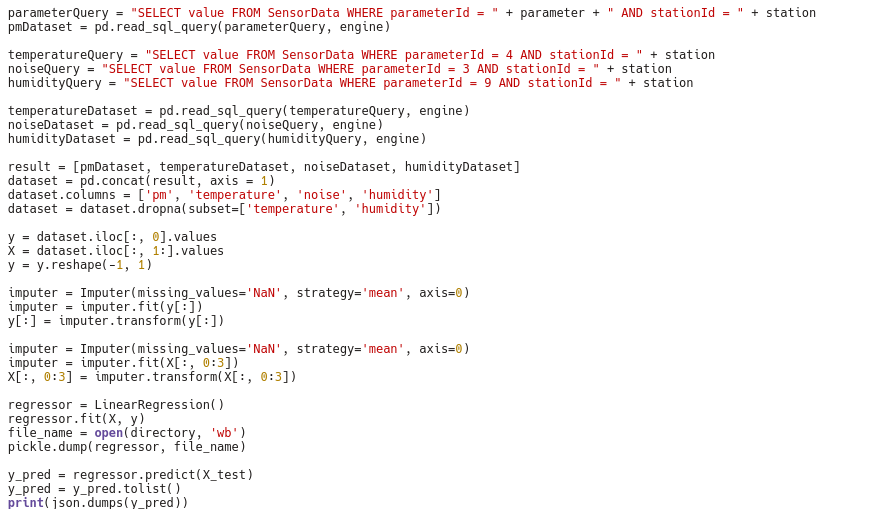 parameterQuery = "SELECT value FROM SensorData WHERE parameterId = " + parameter + " AND stationId = " + station
pmDataset = pd.read_sql_query(parameterQuery, engine)
temperatureQuery = "SELECT value FROM SensorData WHERE parameterId = 4 AND stationId = " + station
noiseQuery = "SELECT value FROM SensorData WHERE parameterId = 3 AND stationId = " + station
humidityQuery = "SELECT value FROM SensorData WHERE parameterId = 9 AND stationId = " + station
temperatureDataset = pd.read_sql_query(temperatureQuery, engine)
noiseDataset = pd.read_sql_query(noiseQuery, engine)
humidityDataset = pd.read_sql_query(humidityQuery, engine)
result = [pmDataset, temperatureDataset, noiseDataset, humidityDataset]
dataset = pd.concat(result, axis = 1)
dataset.columns = ['pm', 'temperature', 'noise', 'humidity']
dataset = dataset.dropna(subset=['temperature', 'humidity'])
y = dataset.iloc[:, 0].values
X = dataset.iloc[:, 1:].values
y = y.reshape(-1, 1)
imputer = Imputer(missing_values='NaN', strategy='mean', axis=0)
imputer = imputer.fit(y[:])
y[:] = imputer.transform(y[:])
imputer = Imputer(missing_values='NaN', strategy='mean', axis=0)
imputer = imputer.fit(X[:, 0:3])
X[:, 0:3] = imputer.transform(X[:, 0:3])
regressor = LinearRegression()
regressor.fit(X, y)
file_name = open(directory, 'wb')
pickle.dump(regressor, file_name)
y_pred = regressor.predict(X_test)
y_pred = y_pred.tolist()
print(json.dumps(y_pred))